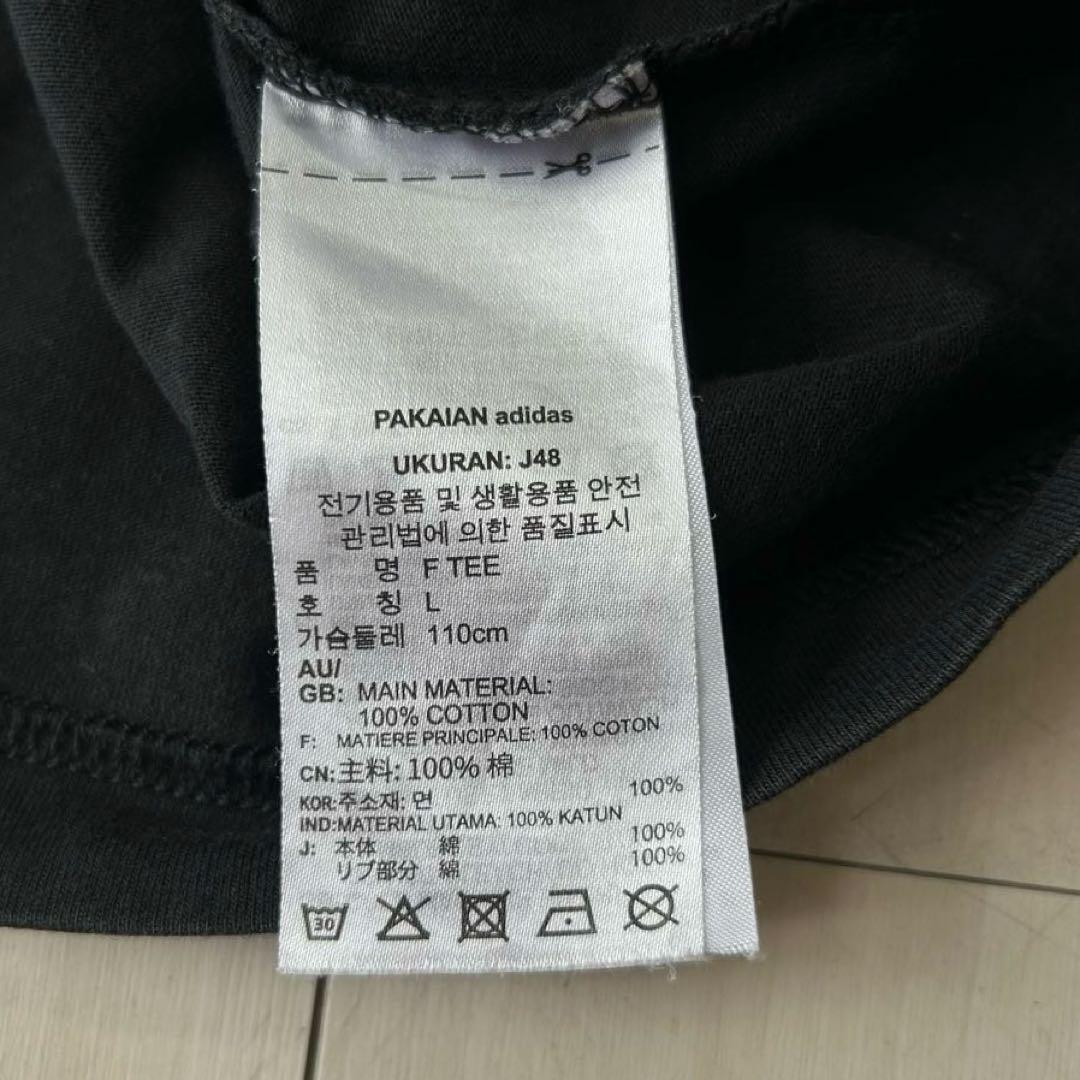 PAKAIAN adidas
UKURAN: J48
전기용품 및 생활용품 안전
관리법에 의한 품질표시
품 명 F TEE
호 칭 L
가슴둘레 110cm
AU/
GB: MAIN MATERIAL:
100% COTTON
F: MATIERE PRINCIPALE: 100% COTON
CN:主料: 100% 棉
KOR:주소재: 면 100%
IND:MATERIAL UTAMA: 100% KATUN
J: 本体 綿 100%
リブ部分 綿 100%
30